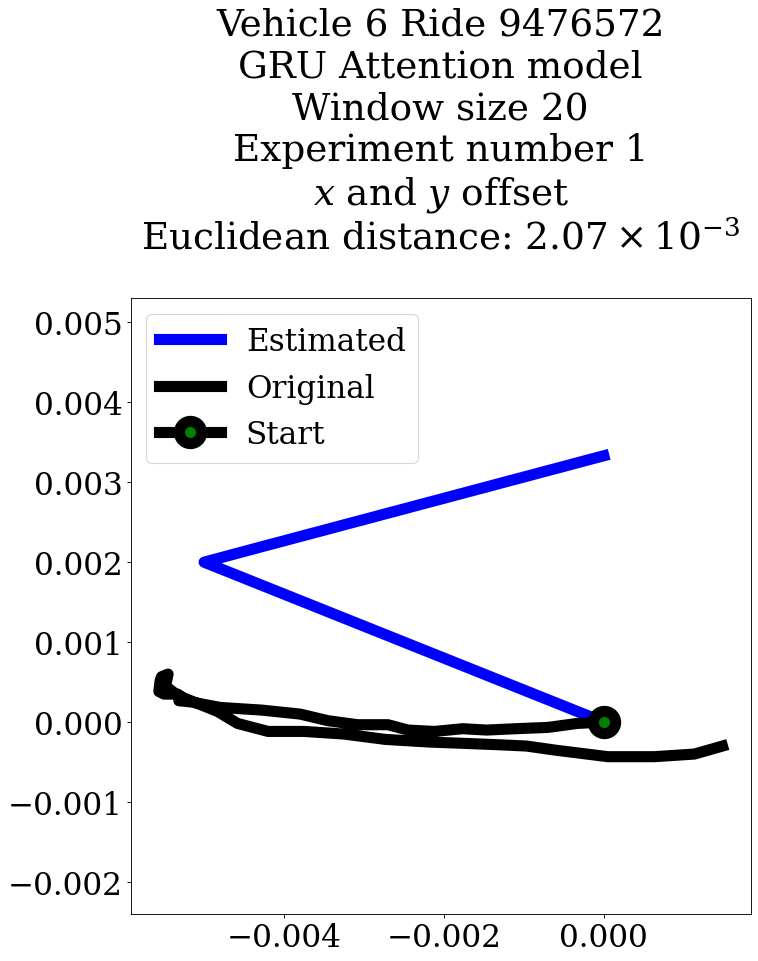 Vehicle 6 Ride 9476572
GRU Attention model
Window size 20
Experiment number 1
x and y offset
Euclidean distance: 2.07 × 10⁻³
0.005
0.004
0.003
0.002
0.001
0.000
−0.001
−0.002
Estimated
Original
Start
−0.004 −0.002 0.000